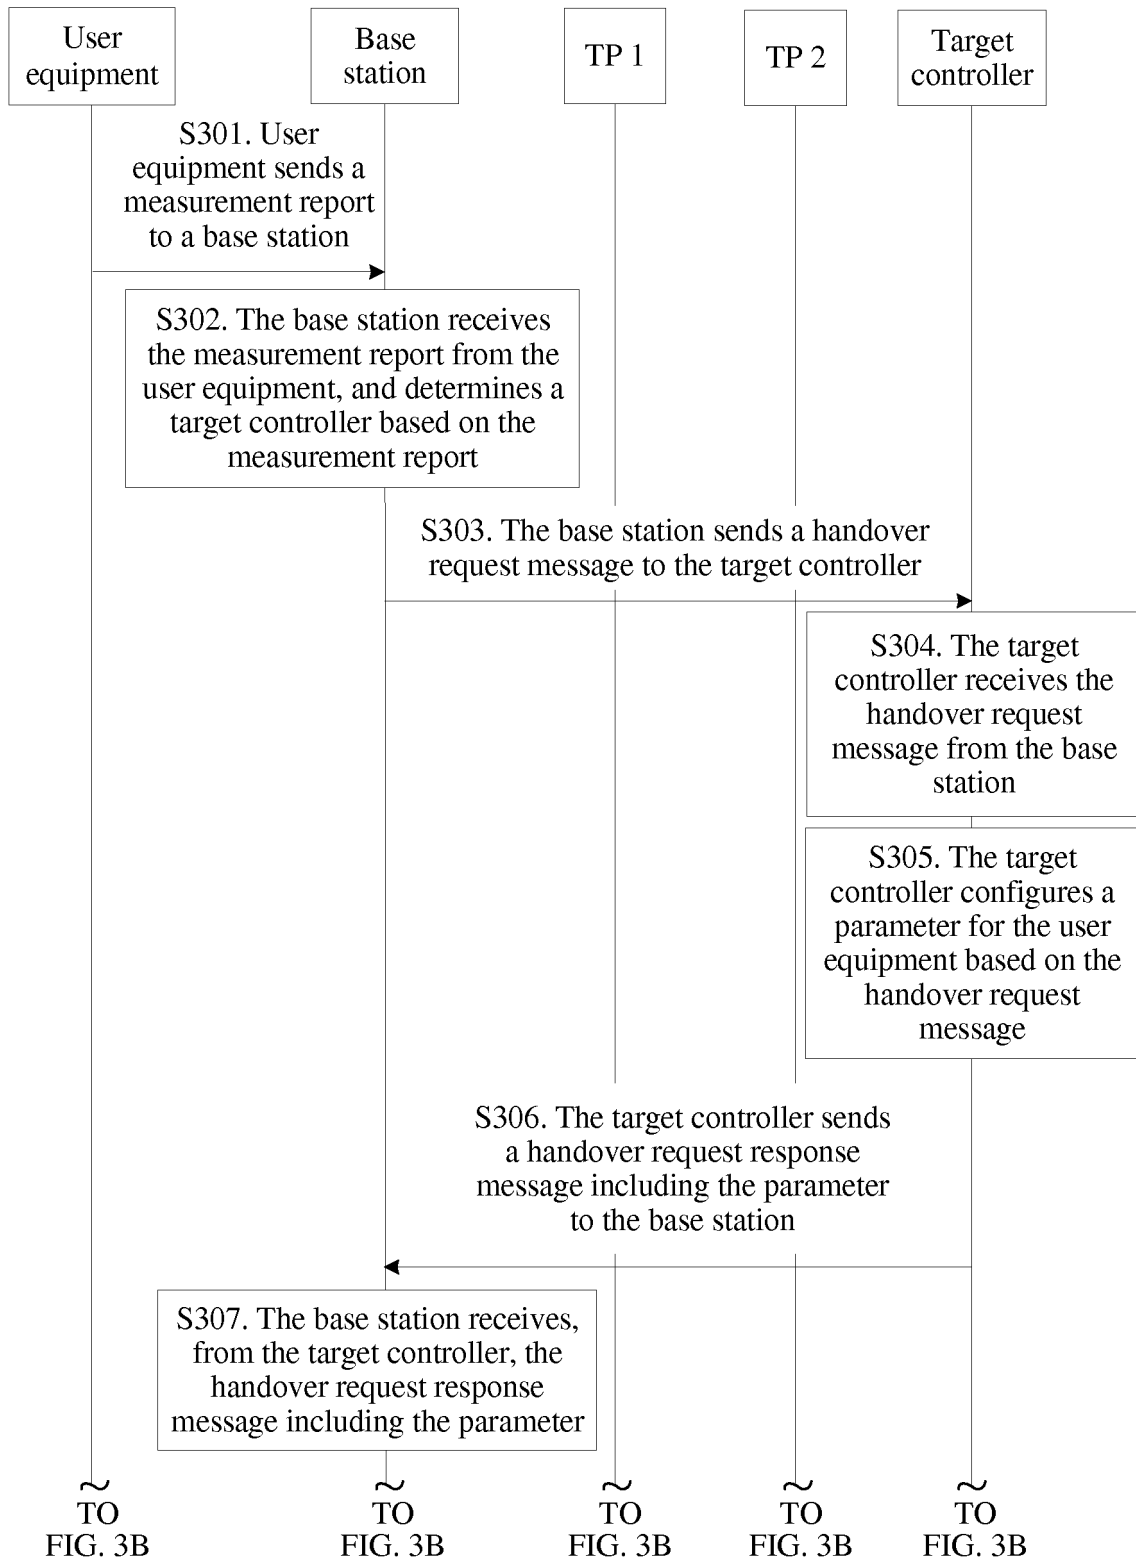 User
equipment
Base
station
TP 1
TP 2
Target
controller
S301. User
equipment sends a
measurement report
to a base station
S302. The base station receives
the measurement report from the
user equipment, and determines a
target controller based on the
measurement report
S303. The base station sends a handover
request message to the target controller
S304. The target
controller receives the
handover request
message from the base
station
S305. The target
controller configures a
parameter for the user
equipment based on the
handover request
message
S306. The target controller sends
a handover request response
message including the parameter
to the base station
S307. The base station receives,
from the target controller, the
handover request response
message including the parameter
TO
FIG. 3B
TO
FIG. 3B
TO
FIG. 3B
TO
FIG. 3B
TO
FIG. 3B